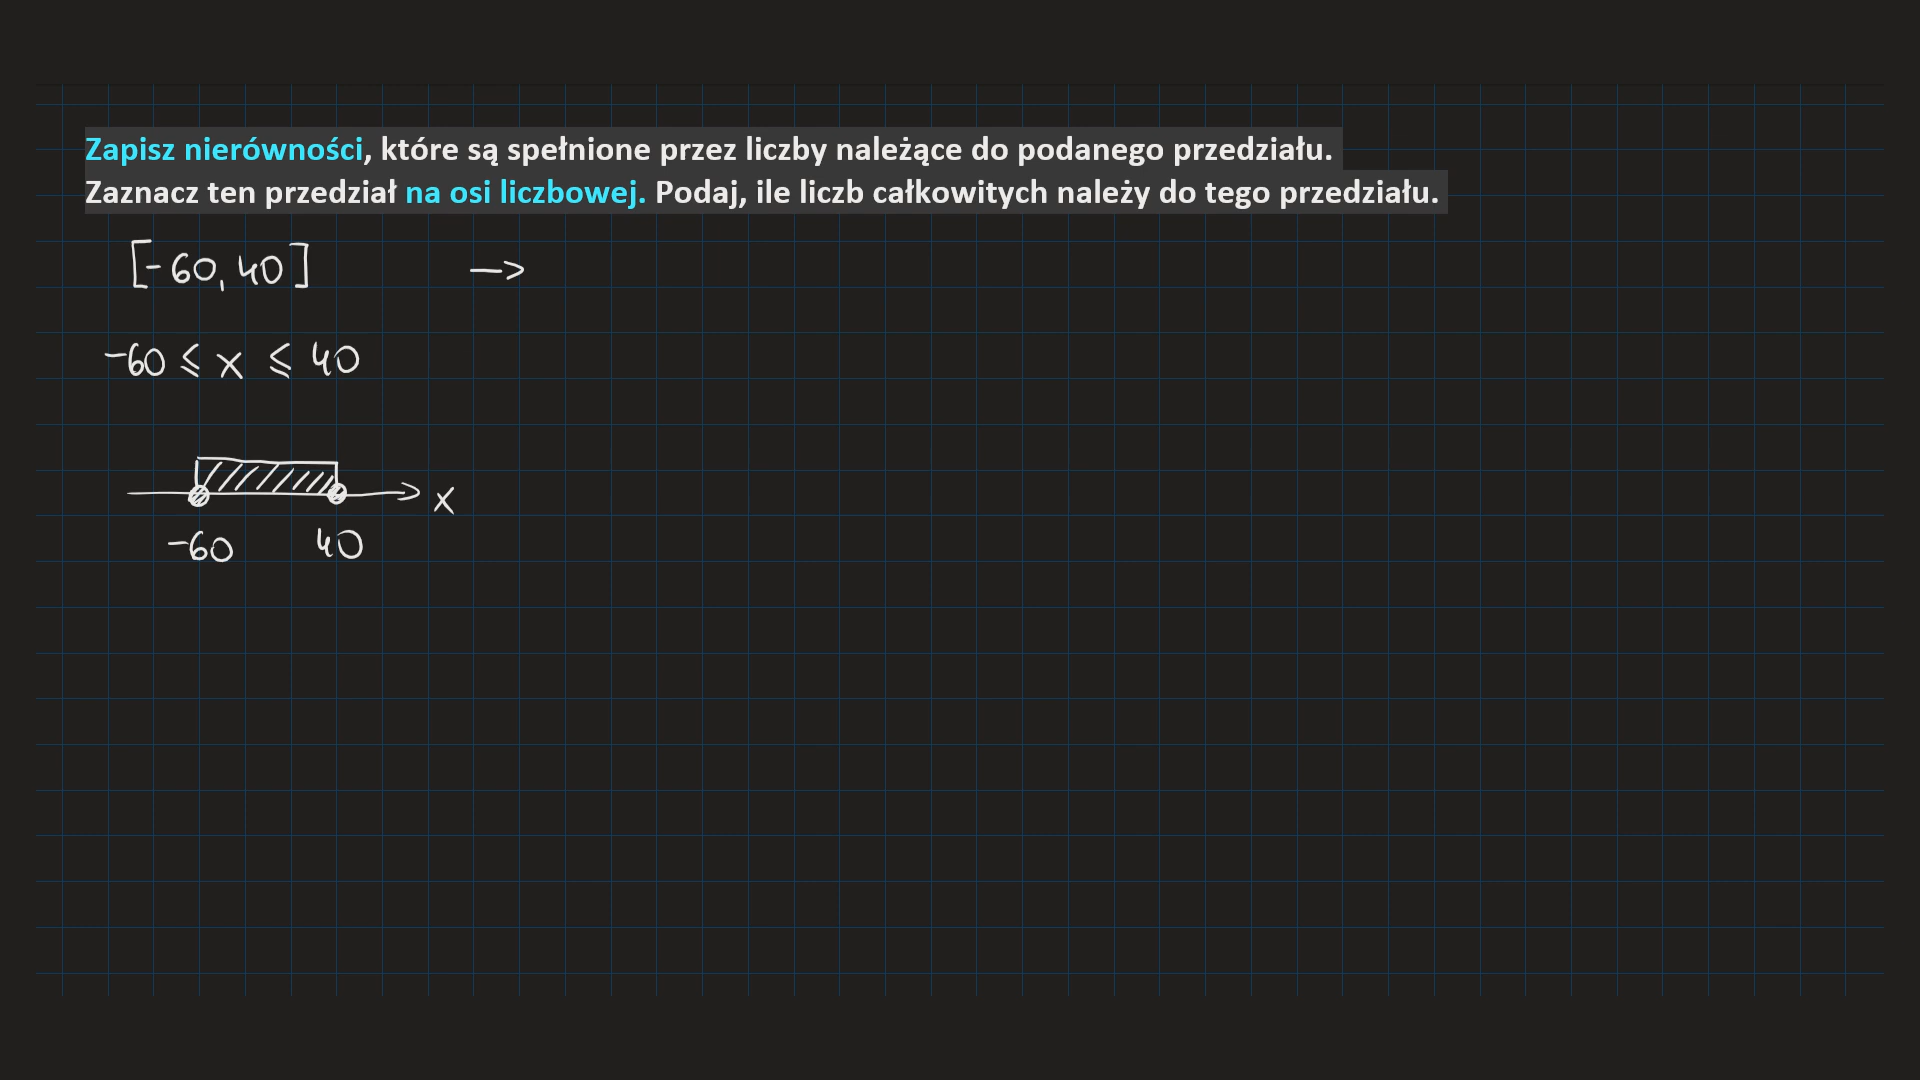 Zapisz nierówności, które są spełnione przez liczby należące do podanego przedziału.
Zaznacz ten przedział na osi liczbowej. Podaj, ile liczb całkowitych należy do tego przedziału.
[-60, 40] →
-60 ⩽ x ⩽ 40
x
-60 40